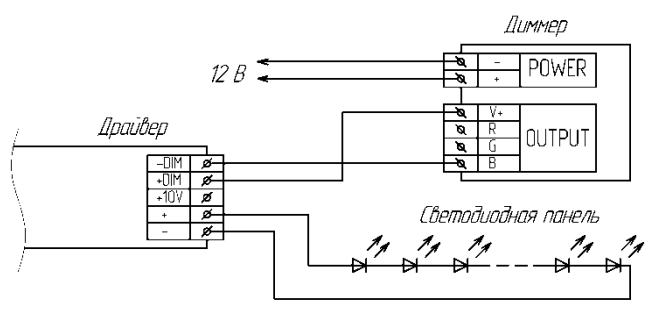 Диммер
- POWER
+
12 В
V+ OUTPUT
R
G
B
Драйвер
-DIM
+DIM
+10V
+
-
Светодиодная панель